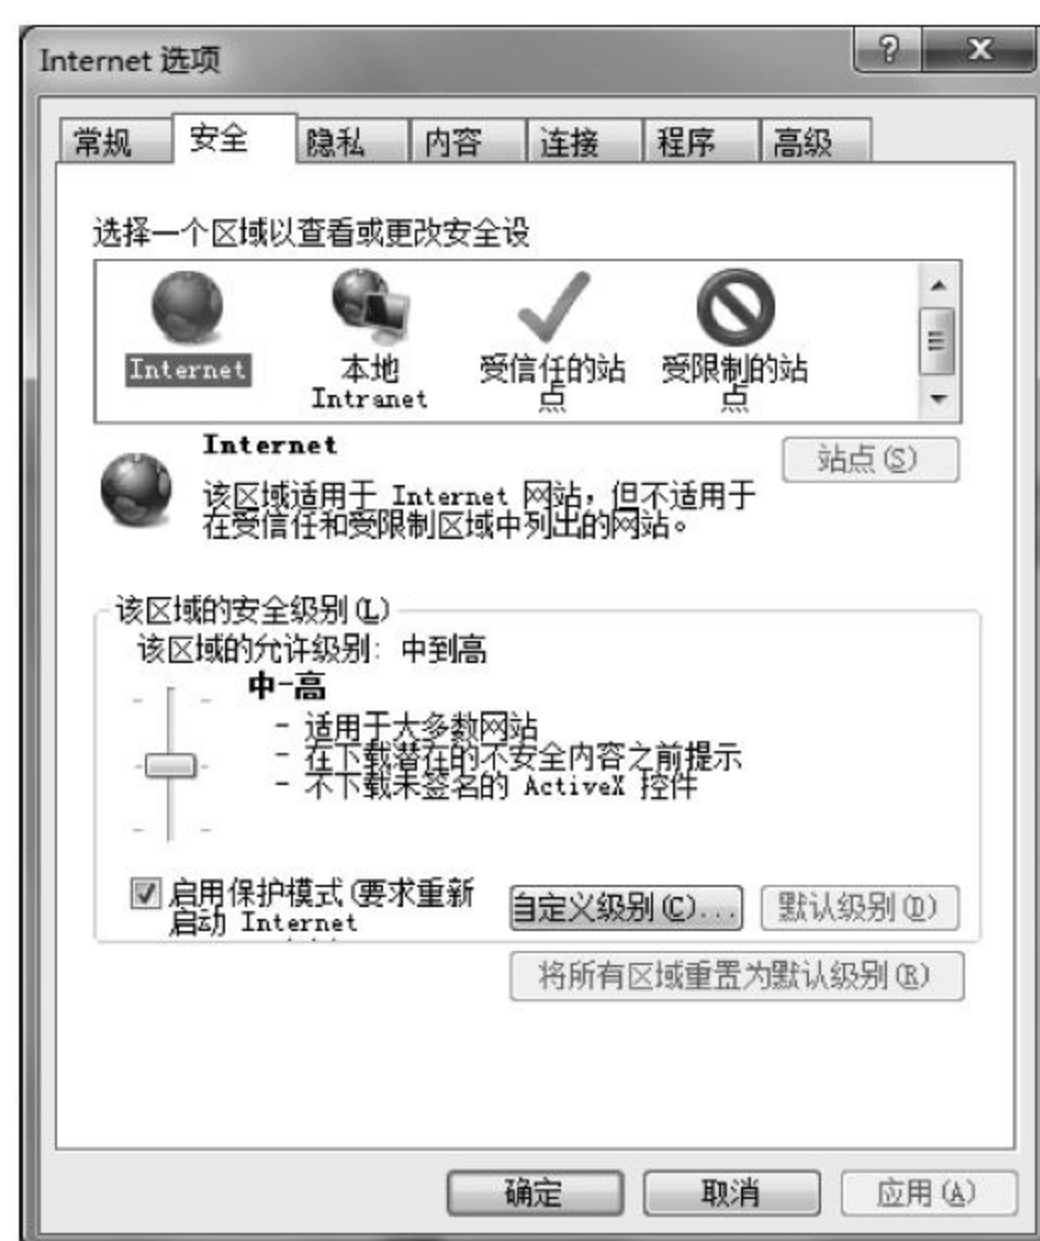 Internet 选项
常规 安全 隐私 内容 连接 程序 高级
选择一个区域以查看或更改安全设
Internet 本地 受信任的站 受限制的站
Intranet 点 点
Internet
站点(S)
该区域适用于 Internet 网站，但不适用于
在受信任和受限制区域中列出的网站。
该区域的安全级别(L)
该区域的允许级别：中到高
中-高
- 适用于大多数网站
- 在下载潜在的不安全内容之前提示
- 不下载未签名的 ActiveX 控件
启用保护模式(要求重新
启动 Internet
自定义级别(C)... 默认级别(D)
将所有区域重置为默认级别(R)
确定 取消 应用(A)